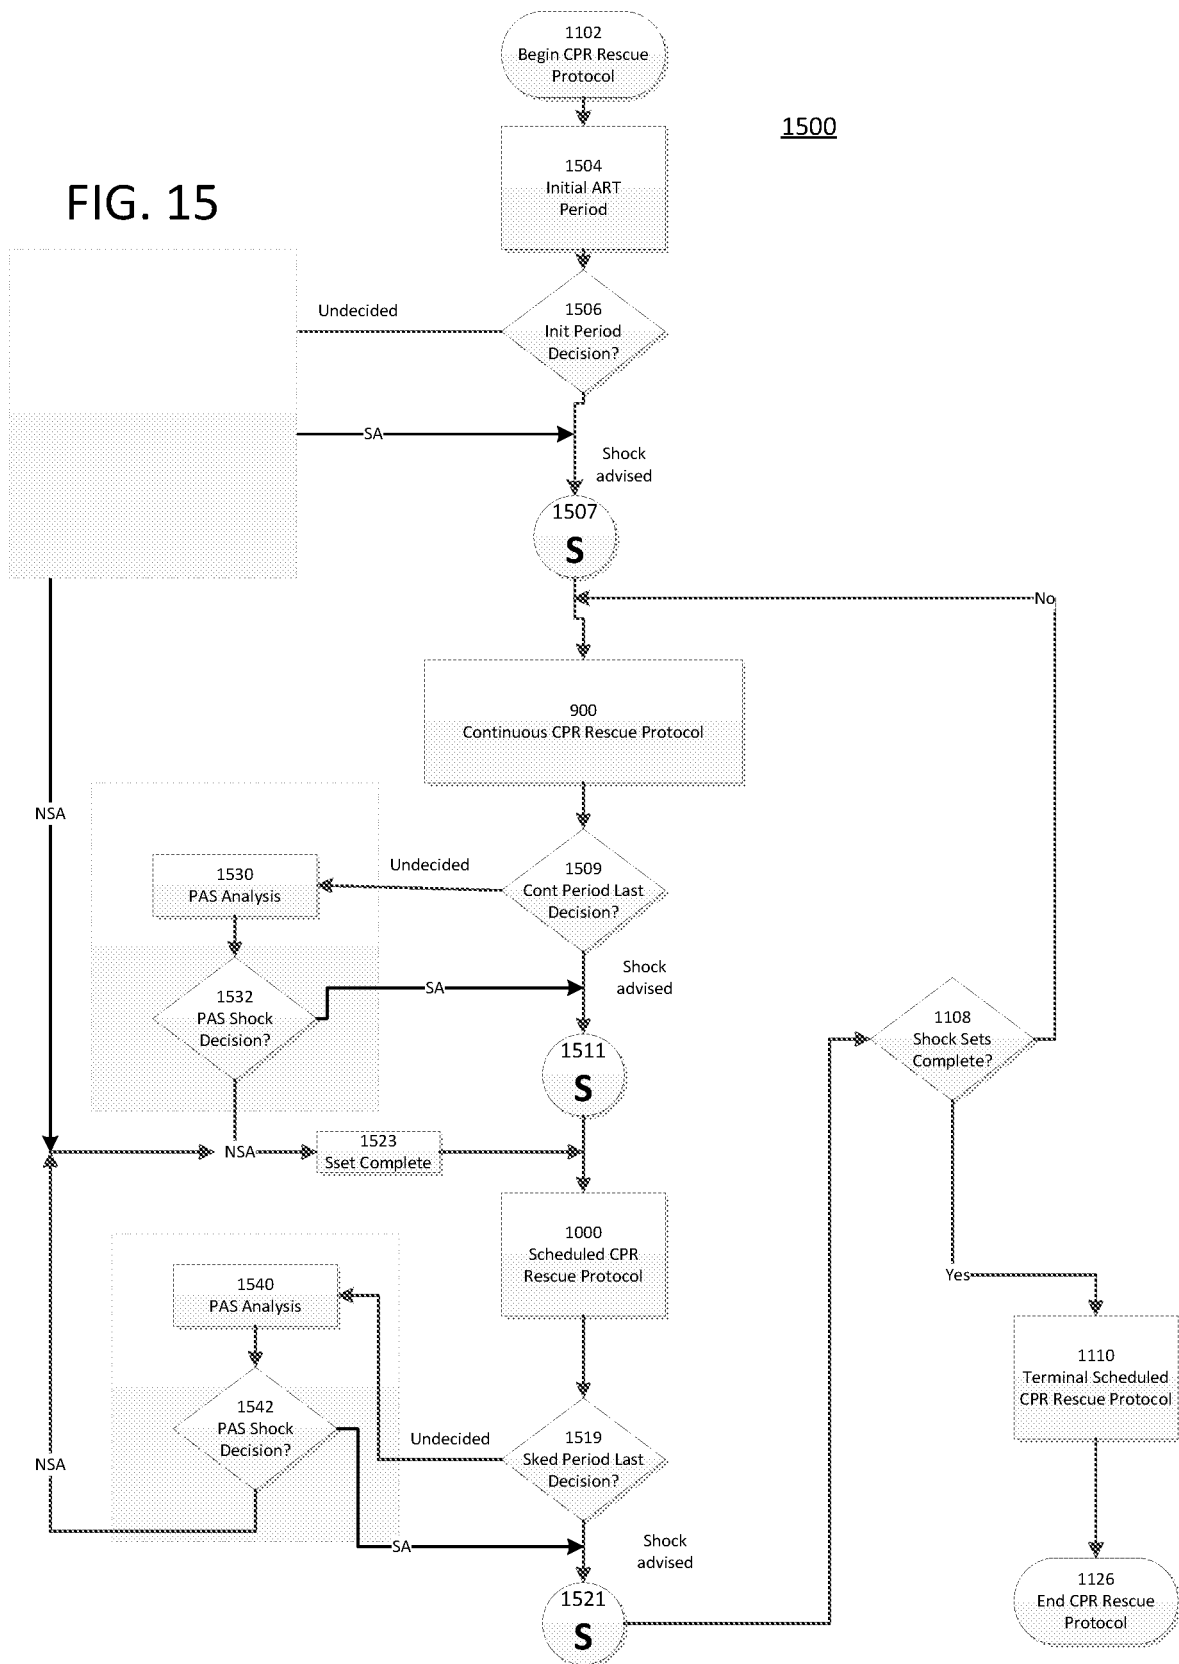 1102
Begin CPR Rescue
Protocol
1500
FIG. 15
1504
Initial ART
Period
Undecided
1506
Init Period
Decision?
SA
Shock
advised
1507
S
No
900
Continuous CPR Rescue Protocol
NSA
1530
PAS Analysis
Undecided
1509
Cont Period Last
Decision?
1532
PAS Shock
Decision?
SA
Shock
advised
1511
S
1108
Shock Sets
Complete?
NSA
1523
Sset Complete
1000
Scheduled CPR
Rescue Protocol
1540
PAS Analysis
Yes
1110
Terminal Scheduled
CPR Rescue Protocol
1542
PAS Shock
Decision?
Undecided
1519
Sked Period Last
Decision?
NSA
SA
Shock
advised
1521
S
1126
End CPR Rescue
Protocol